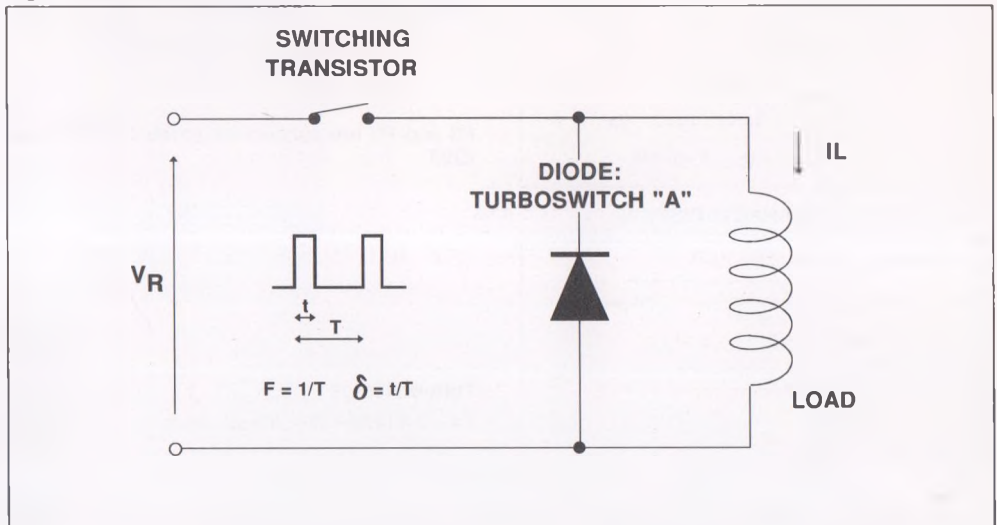 SWITCHING
TRANSISTOR
IL
DIODE:
TURBOSWITCH "A"
VR
t
T
F = 1/T δ = t/T
LOAD